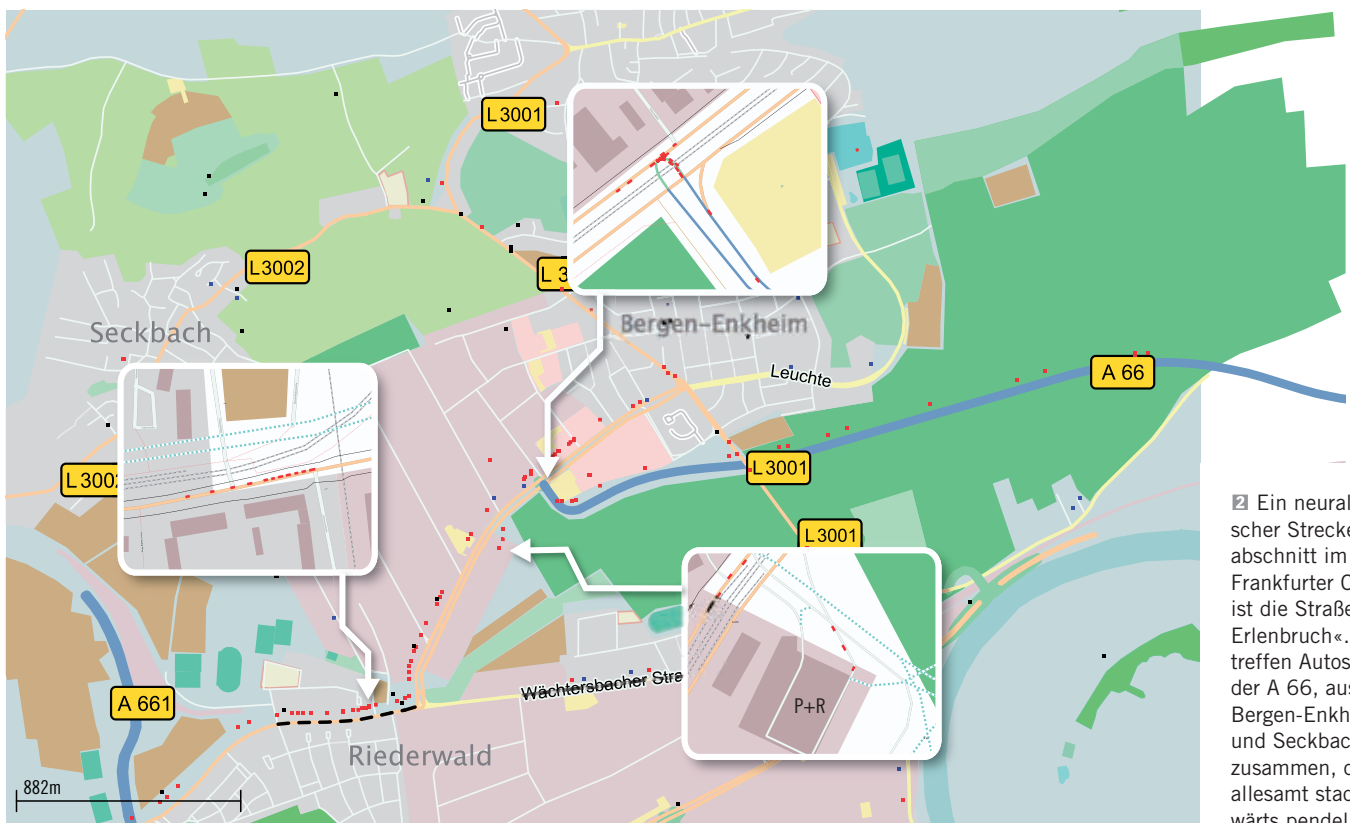 L3001
L3002
L 3
Seckbach
Bergen-Enkheim
Leuchte
A 66
L3002
L3001
L3001
A 661
Wächtersbacher Stra
P+R
Riederwald
882m
2 Ein neural
scher Strecke
abschnitt im
Frankfurter O
ist die Straße
Erlenbruch«.
treffen Autos
der A 66, aus
Bergen-Enkh
und Seckbac
zusammen, d
allesamt stad
wärts pendel